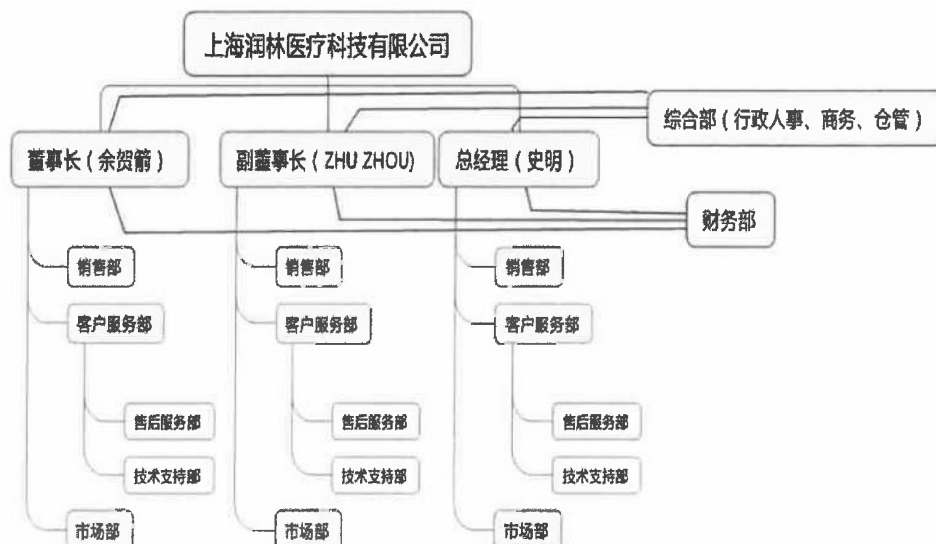 上海润林医疗科技有限公司
综合部（行政人事、商务、仓管）
董事长（余贺箭）
副董事长（ZHU ZHOU)
总经理（史明）
财务部
销售部
销售部
销售部
客户服务部
客户服务部
客户服务部
售后服务部
售后服务部
售后服务部
技术支持部
技术支持部
技术支持部
市场部
市场部
市场部